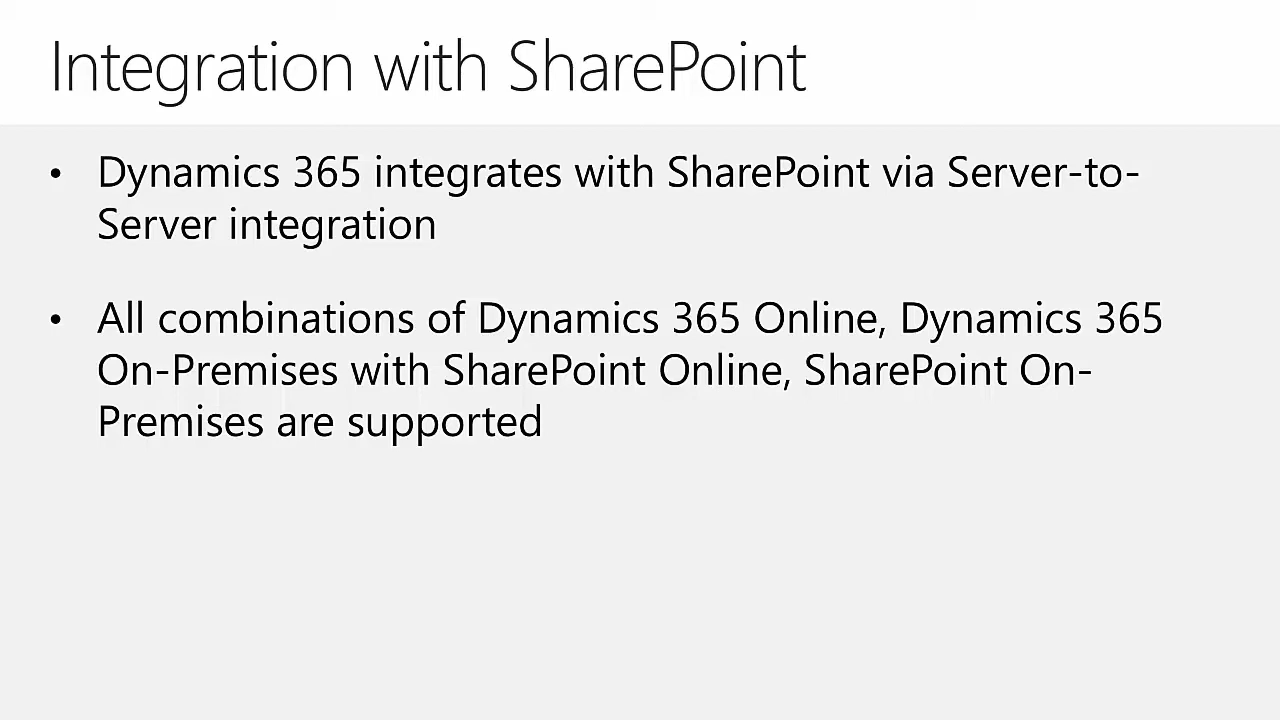 Integration with SharePoint
• Dynamics 365 integrates with SharePoint via Server-to-
Server integration
• All combinations of Dynamics 365 Online, Dynamics 365
On-Premises with SharePoint Online, SharePoint On-
Premises are supported